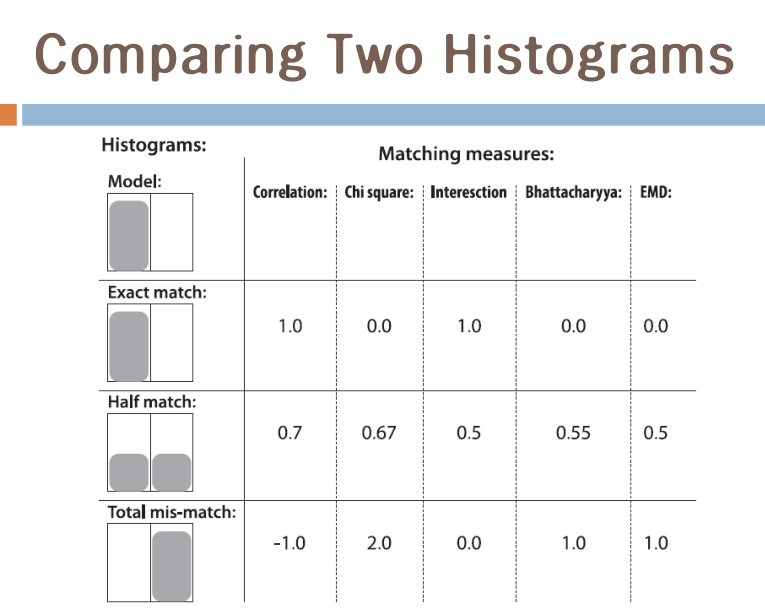 Comparing Two Histograms
Histograms:
Matching measures:
Model:
Correlation: Chi square: Interesction Bhattacharyya: EMD:
Exact match:
1.0 0.0 1.0 0.0 0.0
Half match:
0.7 0.67 0.5 0.55 0.5
Total mis-match:
-1.0 2.0 0.0 1.0 1.0